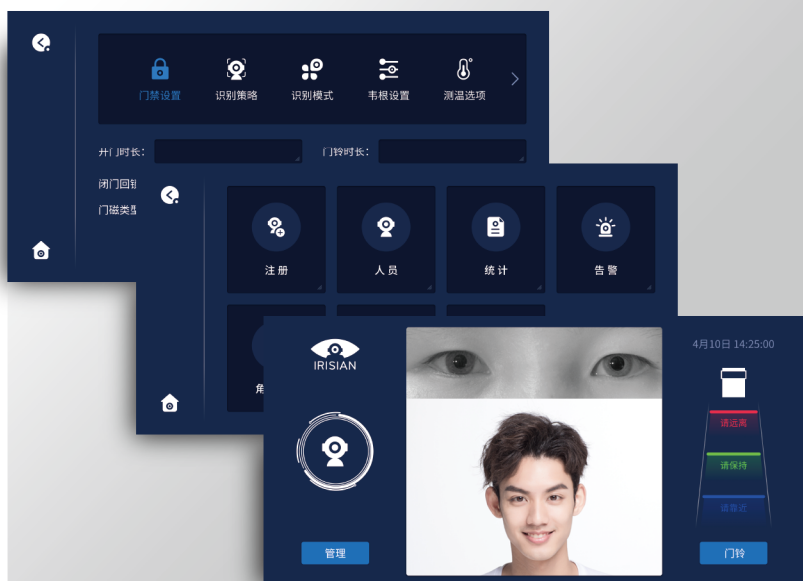 门禁设置
识别策略
识别模式
韦根设置
测温选项
开门时长：
门铃时长：
门磁类型
注 册
人 员
统 计
告 警
IRISIAN
管理
4月10日 14:25:00
请远离
请保持
请靠近
门铃